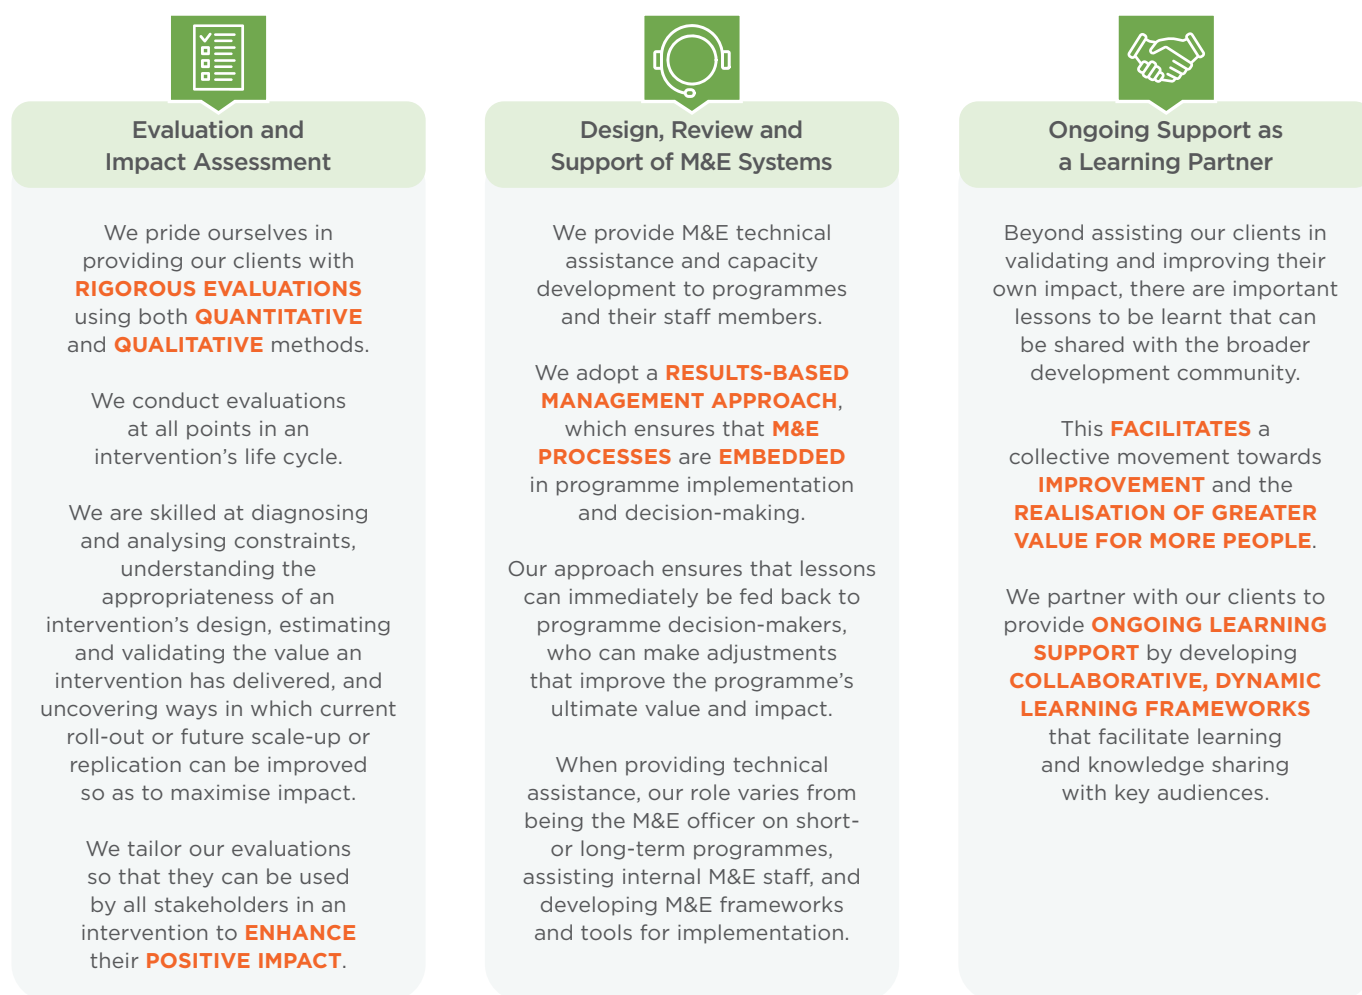 Evaluation and
Impact Assessment
We pride ourselves in
providing our clients with
RIGOROUS EVALUATIONS
using both QUANTITATIVE
and QUALITATIVE methods.
We conduct evaluations
at all points in an
intervention’s life cycle.
We are skilled at diagnosing
and analysing constraints,
understanding the
appropriateness of an
intervention’s design, estimating
and validating the value an
intervention has delivered, and
uncovering ways in which current
roll-out or future scale-up or
replication can be improved
so as to maximise impact.
We tailor our evaluations
so that they can be used
by all stakeholders in an
intervention to ENHANCE
their POSITIVE IMPACT.
Design, Review and
Support of M&E Systems
We provide M&E technical
assistance and capacity
development to programmes
and their staff members.
We adopt a RESULTS-BASED
MANAGEMENT APPROACH,
which ensures that M&E
PROCESSES are EMBEDDED
in programme implementation
and decision-making.
Our approach ensures that lessons
can immediately be fed back to
programme decision-makers,
who can make adjustments
that improve the programme’s
ultimate value and impact.
When providing technical
assistance, our role varies from
being the M&E officer on short-
or long-term programmes,
assisting internal M&E staff, and
developing M&E frameworks
and tools for implementation.
Ongoing Support as
a Learning Partner
Beyond assisting our clients in
validating and improving their
own impact, there are important
lessons to be learnt that can
be shared with the broader
development community.
This FACILITATES a
collective movement towards
IMPROVEMENT and the
REALISATION OF GREATER
VALUE FOR MORE PEOPLE.
We partner with our clients to
provide ONGOING LEARNING
SUPPORT by developing
COLLABORATIVE, DYNAMIC
LEARNING FRAMEWORKS
that facilitate learning
and knowledge sharing
with key audiences.